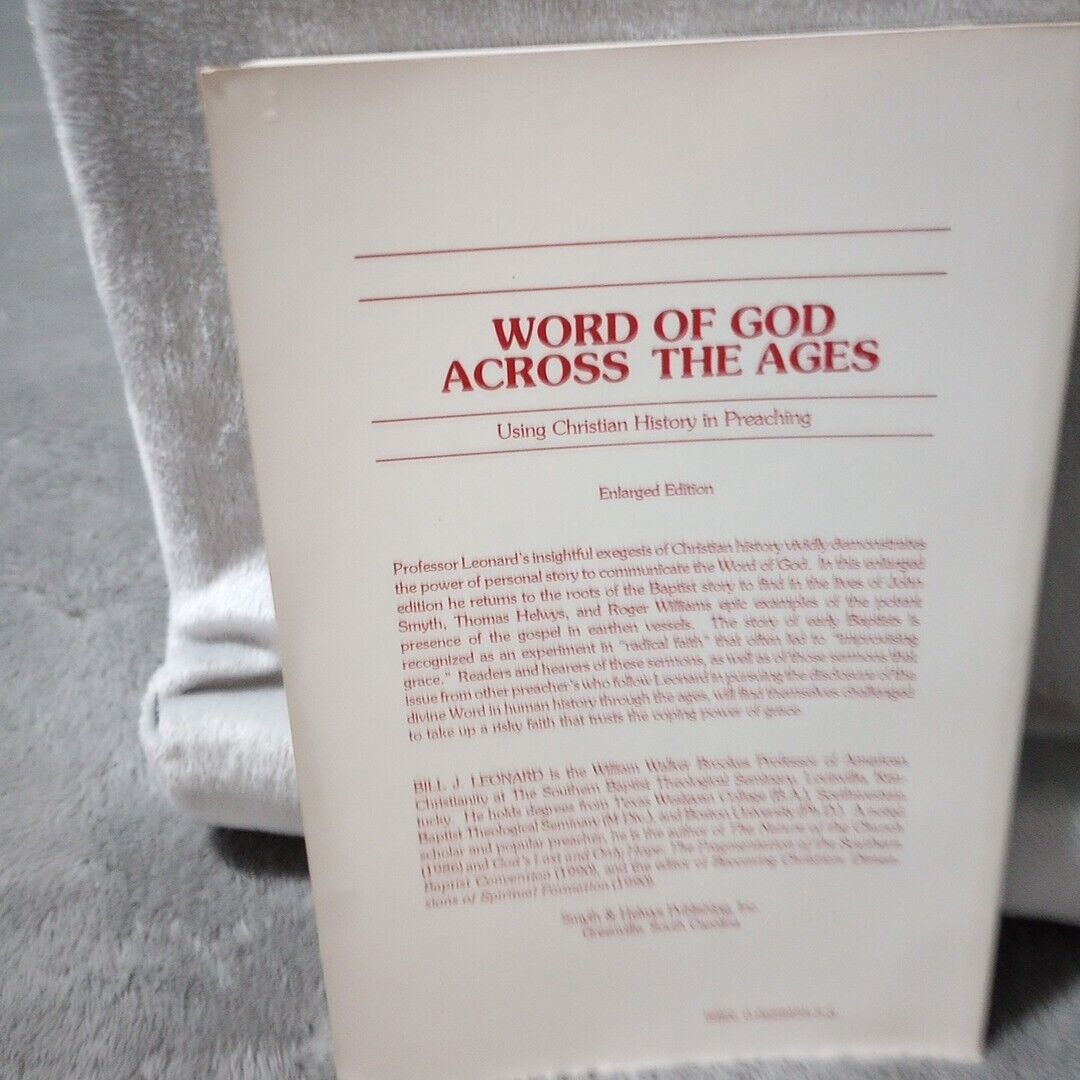 WORD OF GOD
ACROSS THE AGES
Using Christian History in Preaching
Enlarged Edition
Professor Leonard's insightful exegesis of Christian history vividly demonstrates
the power of personal story to communicate the Word of God. In this enlarged
edition he returns to the roots of the Baptist story to find in the lives of John
Smyth, Thomas Helwys, and Roger Williams epic examples of the potent
presence of the gospel in earthen vessels. The story of early Baptists is
recognized as an experiment in "radical faith" that often led to "improvising
grace." Readers and hearers of these sermons, as well as of those sermons that
issue from other preacher's who follow Leonard in pursuing the disclosure of the
divine Word in human history through the ages, will find themselves challenged
to take up a risky faith that trusts the coping power of grace.
BILL J. LEONARD is the William Walker Brookes Professor of American
Christianity at The Southern Baptist Theological Seminary, Louisville, Ken-
tucky. He holds degrees from Texas Wesleyan College (B.A.), Southwestern
Baptist Theological Seminary (M.Div.), and Boston University (Ph.D.). A noted
scholar and popular preacher, he is the author of The Nature of the Church
(1986) and God's Last and Only Hope: The Fragmentation of the Southern
Baptist Convention (1990), and the editor of Becoming Christian: Dimen-
sions of Spiritual Formation (1990).
Smyth & Helwys Publishing, Inc.
Greenville, South Carolina
ISBN